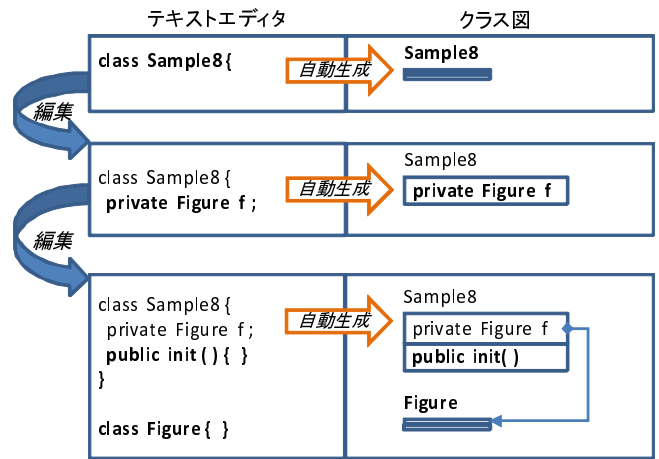 テキストエディタ
クラス図
class Sample8{
自動生成
Sample8
編集
class Sample8{
private Figure f;
自動生成
Sample8
private Figure f
編集
class Sample8{
private Figure f;
public init(){ }
}
class Figure{ }
自動生成
Sample8
private Figure f
public init()
Figure